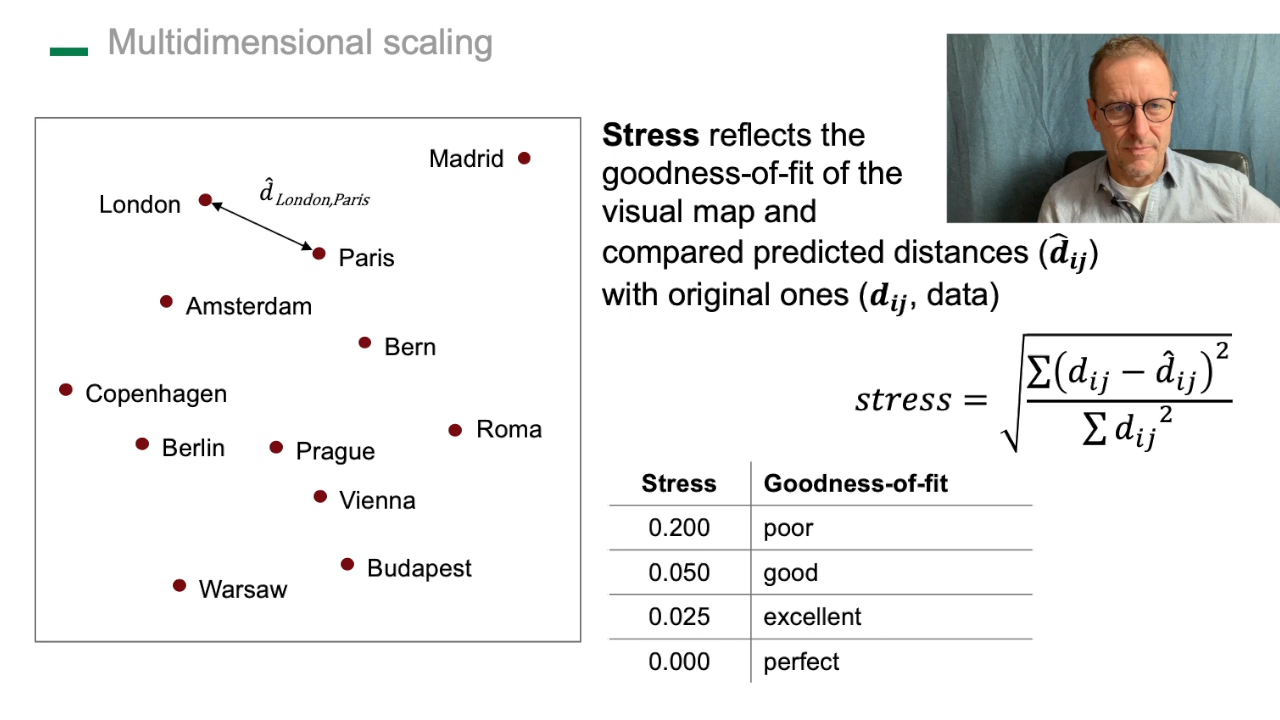 Multidimensional scaling
Madrid
London
d̂ London,Paris
Paris
Amsterdam
Bern
Copenhagen
Roma
Berlin
Prague
Vienna
Budapest
Warsaw
Stress reflects the
goodness-of-fit of the
visual map and
compared predicted distances (d̂ij)
with original ones (dij, data)
stress = √(∑(dij − d̂ij)² / ∑ dij²)
Stress Goodness-of-fit
0.200 poor
0.050 good
0.025 excellent
0.000 perfect